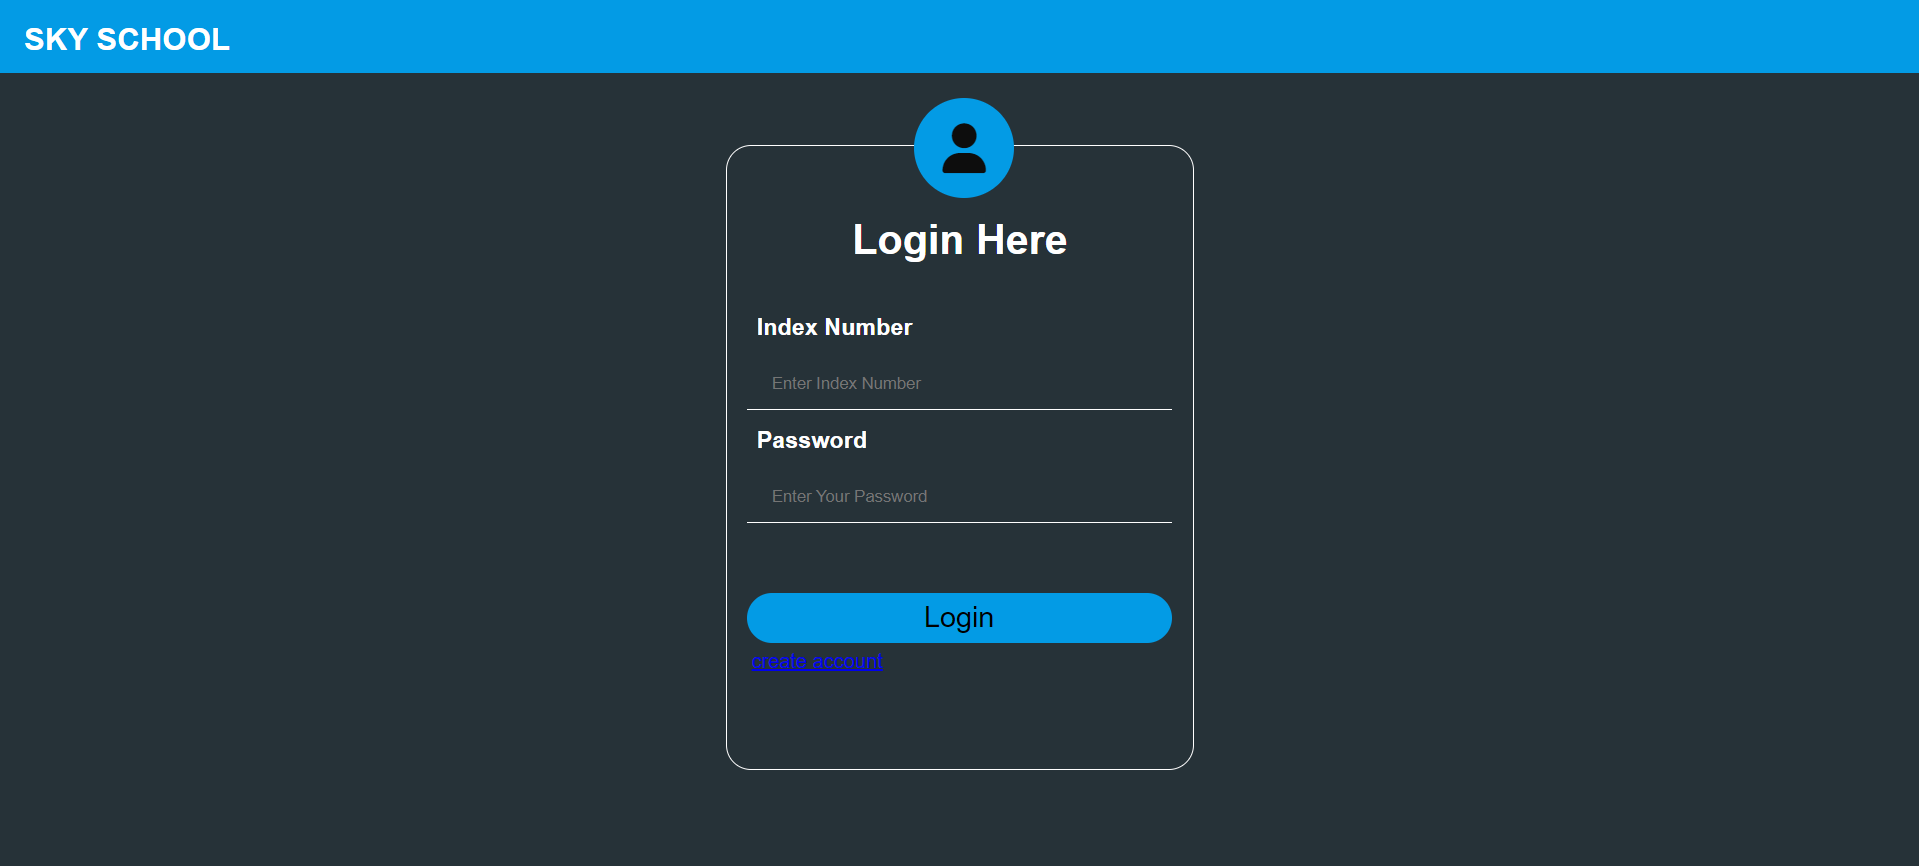 SKY SCHOOL
Login Here
Index Number
Enter Index Number
Password
Enter Your Password
Login
create account